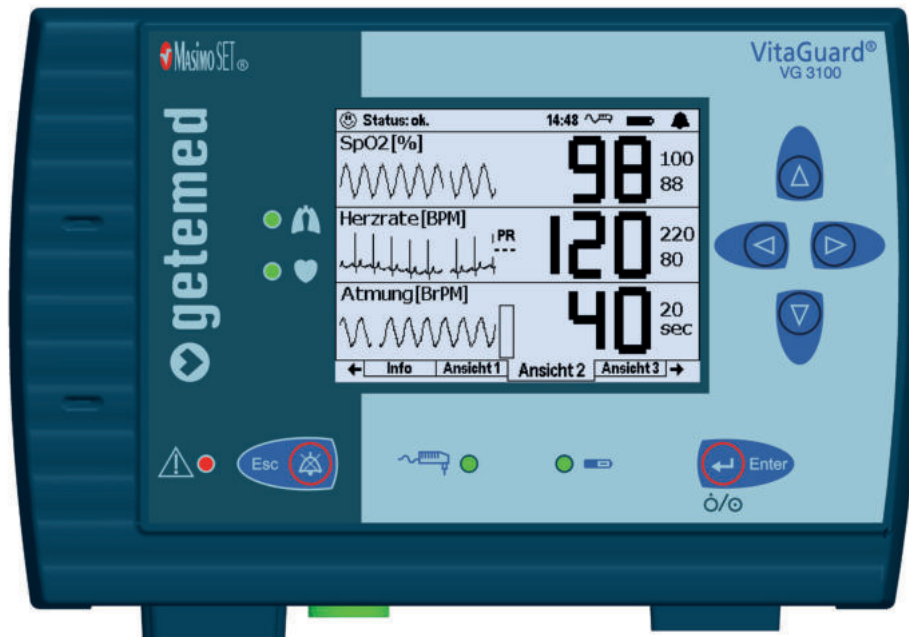 MASIMO SET®
VitaGuard®
VG 3100
getemed
Status: ok.
14:48
SpO2[%]
98
100
88
Herzrate[BPM]
PR
---
120
220
80
Atmung[BrPM]
40
20
sec
← Info Ansicht 1 Ansicht 2 Ansicht 3 →
Esc
Enter